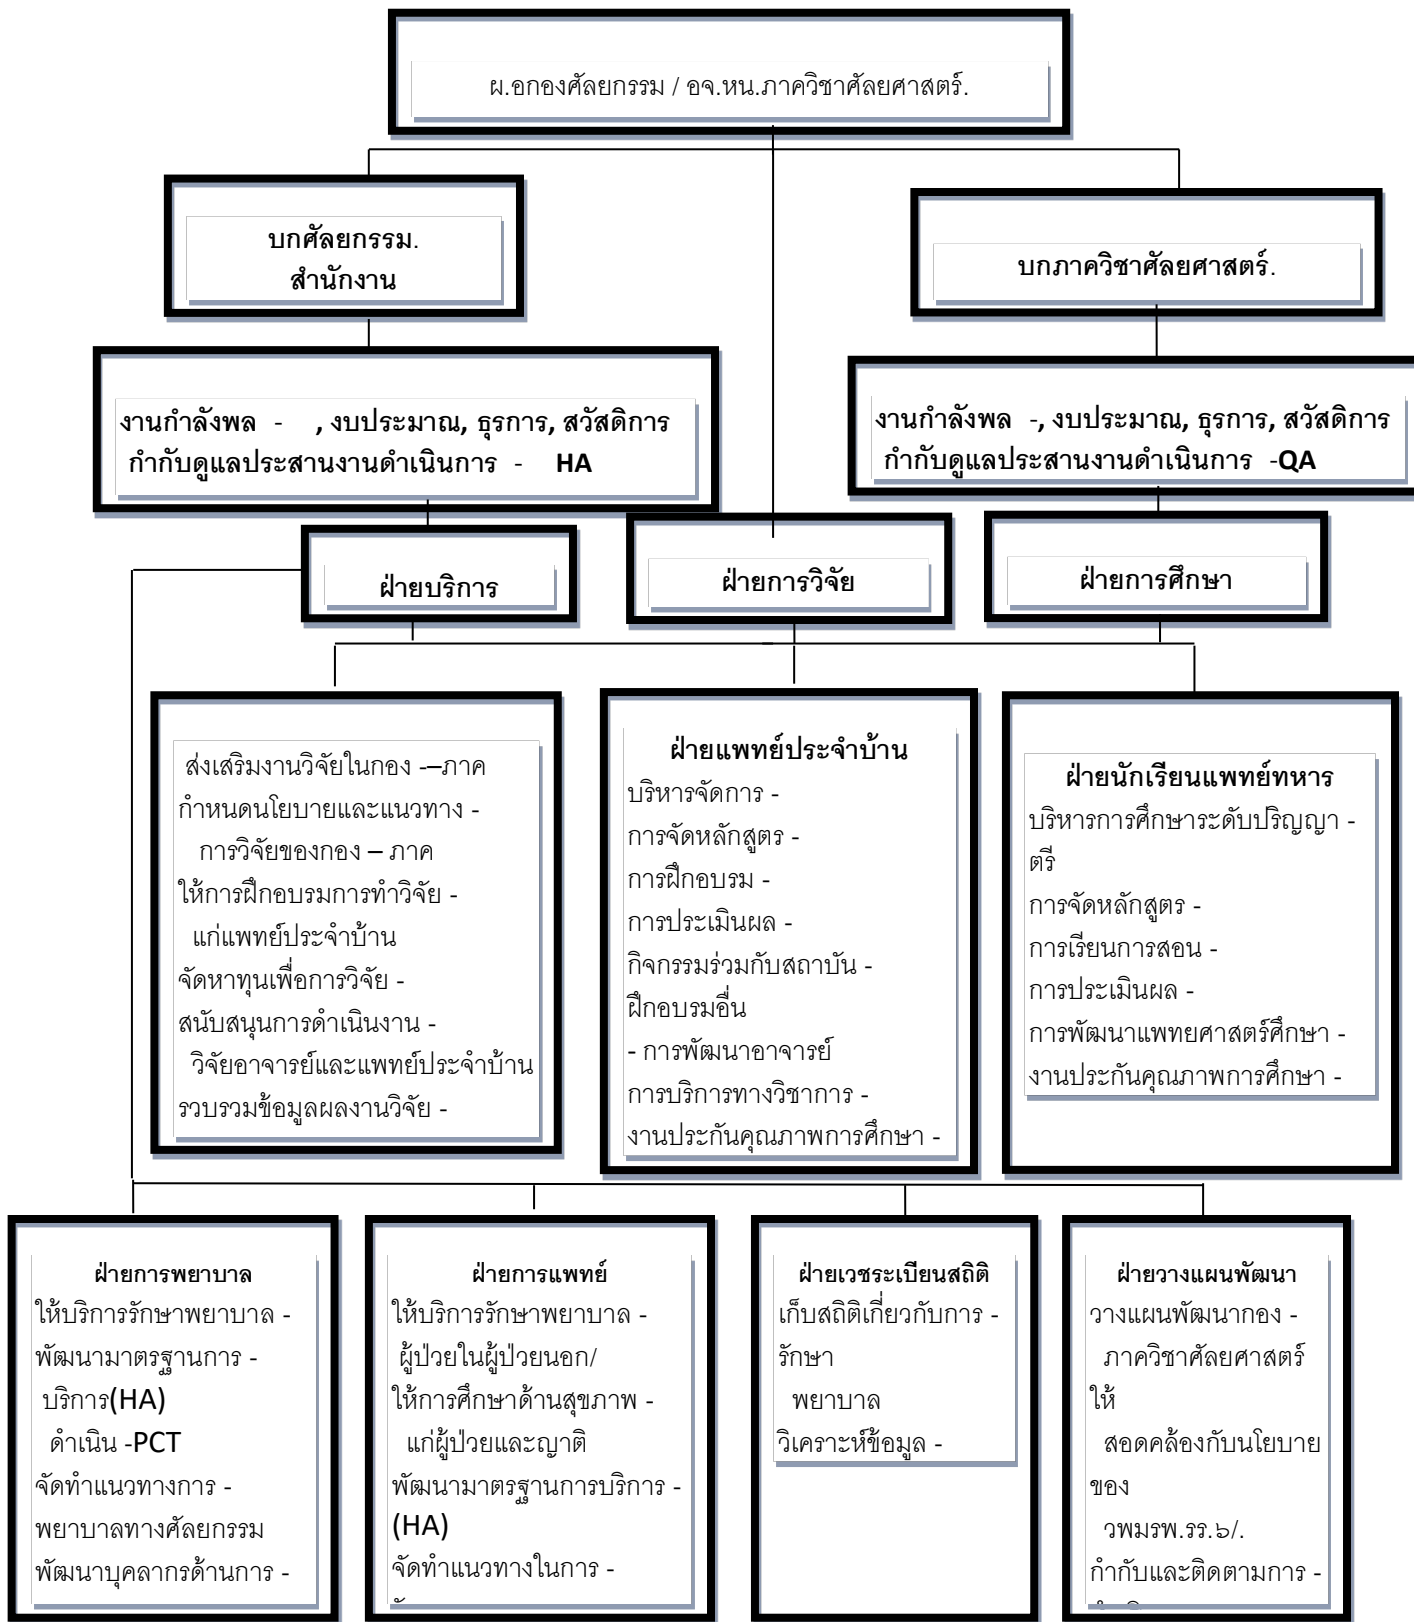 ผ.อกองศัลยกรรม / อจ.หน.ภาควิชาศัลยศาสตร์.
บกศัลยกรรม.
สำนักงาน
บกภาควิชาศัลยศาสตร์.
งานกำลังพล - , งบประมาณ, ธุรการ, สวัสดิการ
กำกับดูแลประสานงานดำเนินการ - HA
งานกำลังพล -, งบประมาณ, ธุรการ, สวัสดิการ
กำกับดูแลประสานงานดำเนินการ -QA
ฝ่ายบริการ
ฝ่ายการวิจัย
ฝ่ายการศึกษา
ส่งเสริมงานวิจัยในกอง -–ภาค
กำหนดนโยบายและแนวทาง -
การวิจัยของกอง – ภาค
ให้การฝึกอบรมการทำวิจัย -
แก่แพทย์ประจำบ้าน
จัดหาทุนเพื่อการวิจัย -
สนับสนุนการดำเนินงาน -
วิจัยอาจารย์และแพทย์ประจำบ้าน
รวบรวมข้อมูลผลงานวิจัย -
ฝ่ายแพทย์ประจำบ้าน
บริหารจัดการ -
การจัดหลักสูตร -
การฝึกอบรม -
การประเมินผล -
กิจกรรมร่วมกับสถาบัน -
ฝึกอบรมอื่น
- การพัฒนาอาจารย์
การบริการทางวิชาการ -
งานประกันคุณภาพการศึกษา -
ฝ่ายนักเรียนแพทย์ทหาร
บริหารการศึกษาระดับปริญญา -
ตรี
การจัดหลักสูตร -
การเรียนการสอน -
การประเมินผล -
การพัฒนาแพทยศาสตร์ศึกษา -
งานประกันคุณภาพการศึกษา -
ฝ่ายการพยาบาล
ให้บริการรักษาพยาบาล -
พัฒนามาตรฐานการ -
บริการ(HA)
ดำเนิน -PCT
จัดทำแนวทางการ -
พยาบาลทางศัลยกรรม
พัฒนาบุคลากรด้านการ -
ฝ่ายการแพทย์
ให้บริการรักษาพยาบาล -
ผู้ป่วยในผู้ป่วยนอก/
ให้การศึกษาด้านสุขภาพ -
แก่ผู้ป่วยและญาติ
พัฒนามาตรฐานการบริการ -
(HA)
จัดทำแนวทางในการ -
ฝ่ายเวชระเบียนสถิติ
เก็บสถิติเกี่ยวกับการ -
รักษา
พยาบาล
วิเคราะห์ข้อมูล -
ฝ่ายวางแผนพัฒนา
วางแผนพัฒนากอง -
ภาควิชาศัลยศาสตร์
ให้
สอดคล้องกับนโยบาย
ของ
วพมรพ.รร.๖/.
กำกับและติดตามการ -